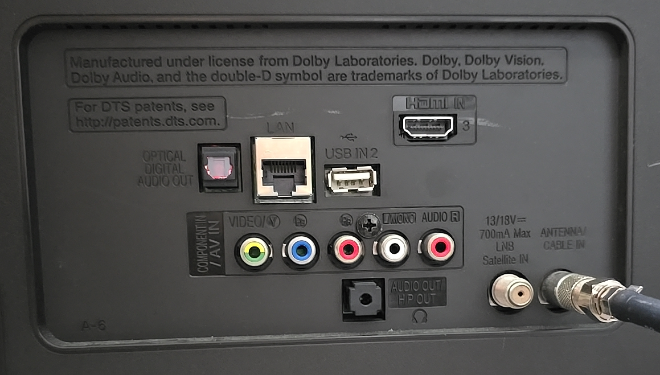 Manufactured under license from Dolby Laboratories. Dolby, Dolby Vision,
Dolby Audio, and the double-D symbol are trademarks of Dolby Laboratories.
For DTS patents, see
http://patents.dts.com.
HDMI IN
3
LAN
USB IN 2
OPTICAL
DIGITAL
AUDIO OUT
COMPONENT IN
/ AV IN
VIDEO/Y
PB
PR
L/MONO
AUDIO
R
13/18V
700mA Max
LNB
Satellite IN
ANTENNA/
CABLE IN
AUDIO OUT
H/P OUT
A-6